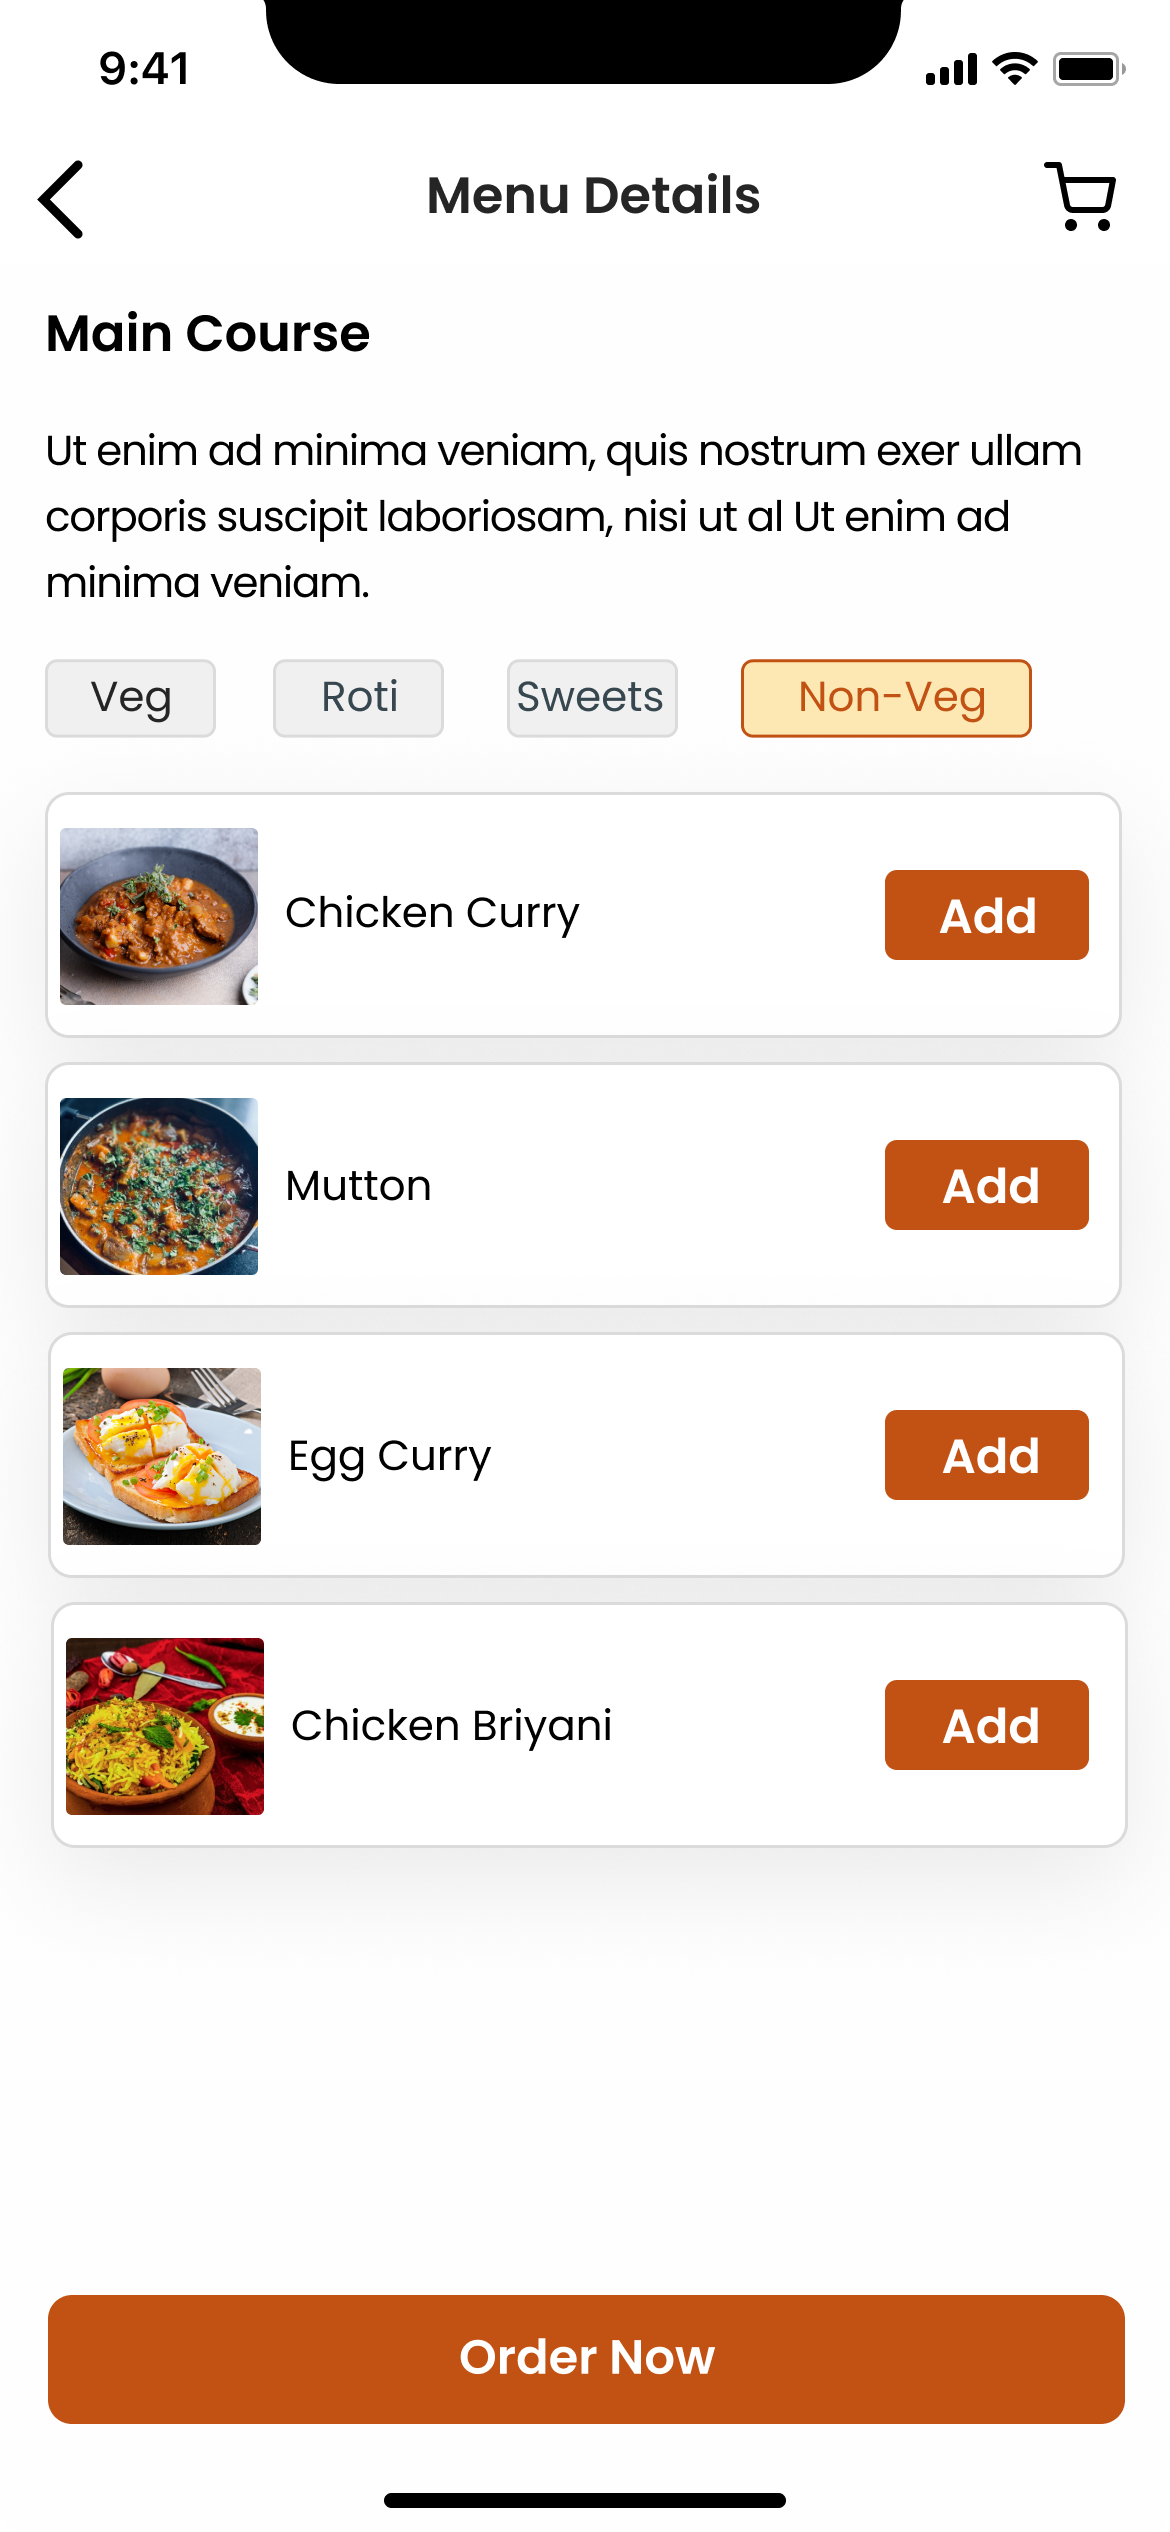 9:41
Menu Details
Main Course
Ut enim ad minima veniam, quis nostrum exer ullam
corporis suscipit laboriosam, nisi ut al Ut enim ad
minima veniam.
Veg Roti Sweets Non-Veg
Chicken Curry Add
Mutton Add
Egg Curry Add
Chicken Briyani Add
Order Now